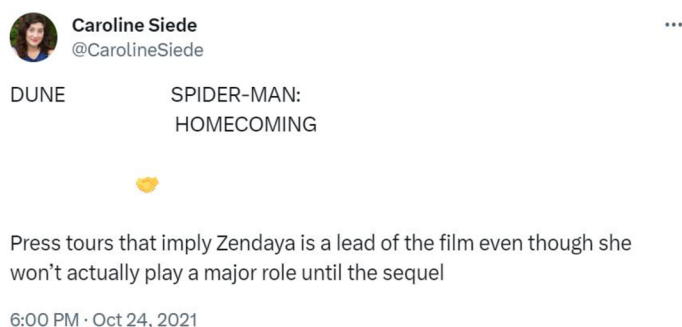 Caroline Siede
@CarolineSiede
DUNE SPIDER-MAN:
HOMECOMING
🤝
Press tours that imply Zendaya is a lead of the film even though she
won't actually play a major role until the sequel
6:00 PM · Oct 24, 2021